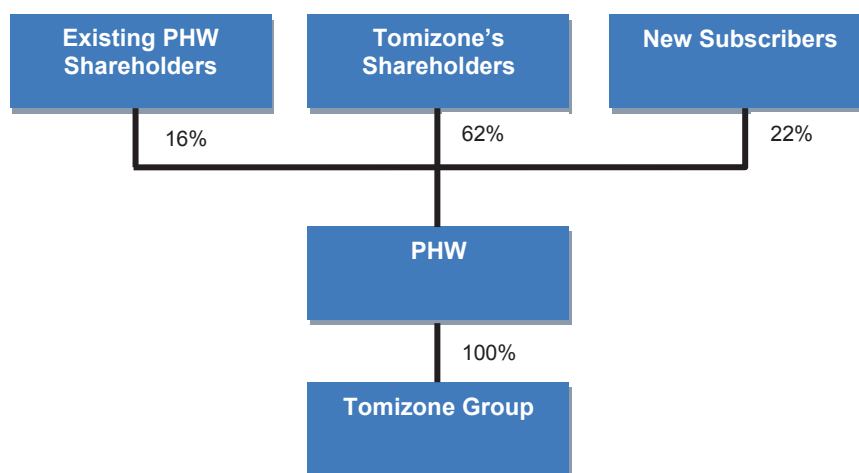 Existing PHW
Shareholders
Tomizone's
Shareholders
New Subscribers
16%
62%
22%
PHW
100%
Tomizone Group